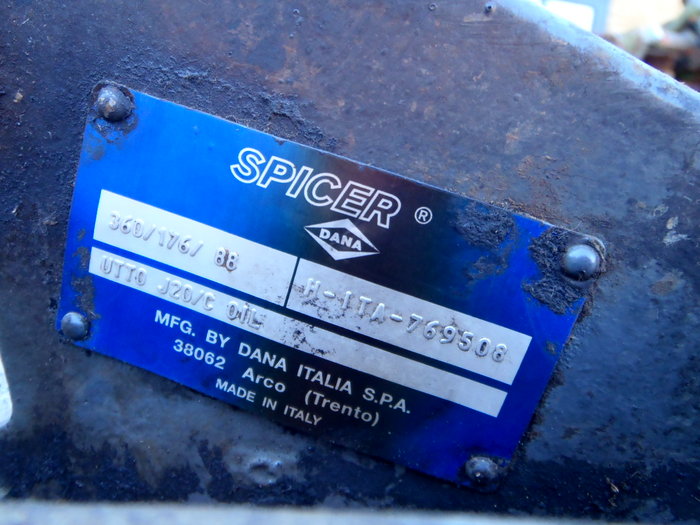 SPICER ®
DANA
360/176/ 88
H-ITA-769508
UTTO J20/C OIL
MFG. BY DANA ITALIA S.P.A.
38062 Arco (Trento)
MADE IN ITALY